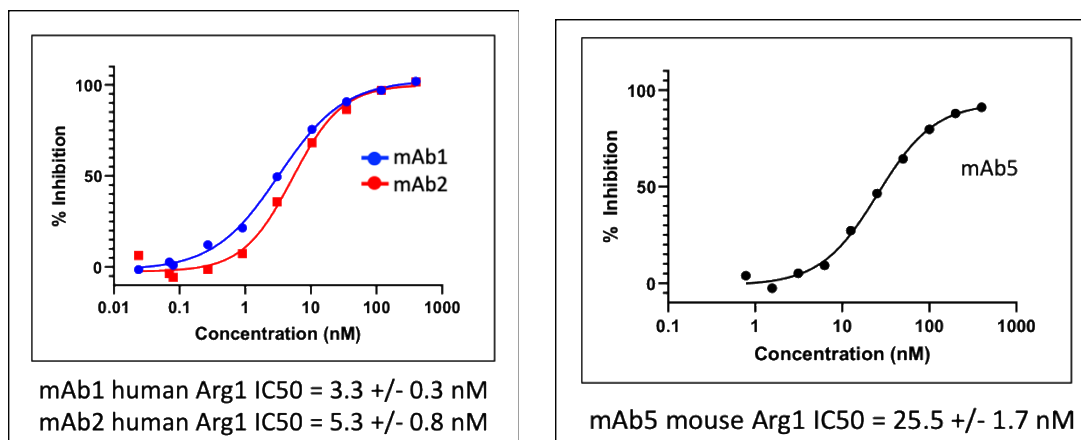 % Inhibition
100
50
0
0.01
0.1
1
10
100
1000
Concentration (nM)
mAb1
mAb2
mAb1 human Arg1 IC50 = 3.3 +/- 0.3 nM
mAb2 human Arg1 IC50 = 5.3 +/- 0.8 nM
% Inhibition
100
50
0
0.1
1
10
100
1000
Concentration (nM)
mAb5
mAb5 mouse Arg1 IC50 = 25.5 +/- 1.7 nM